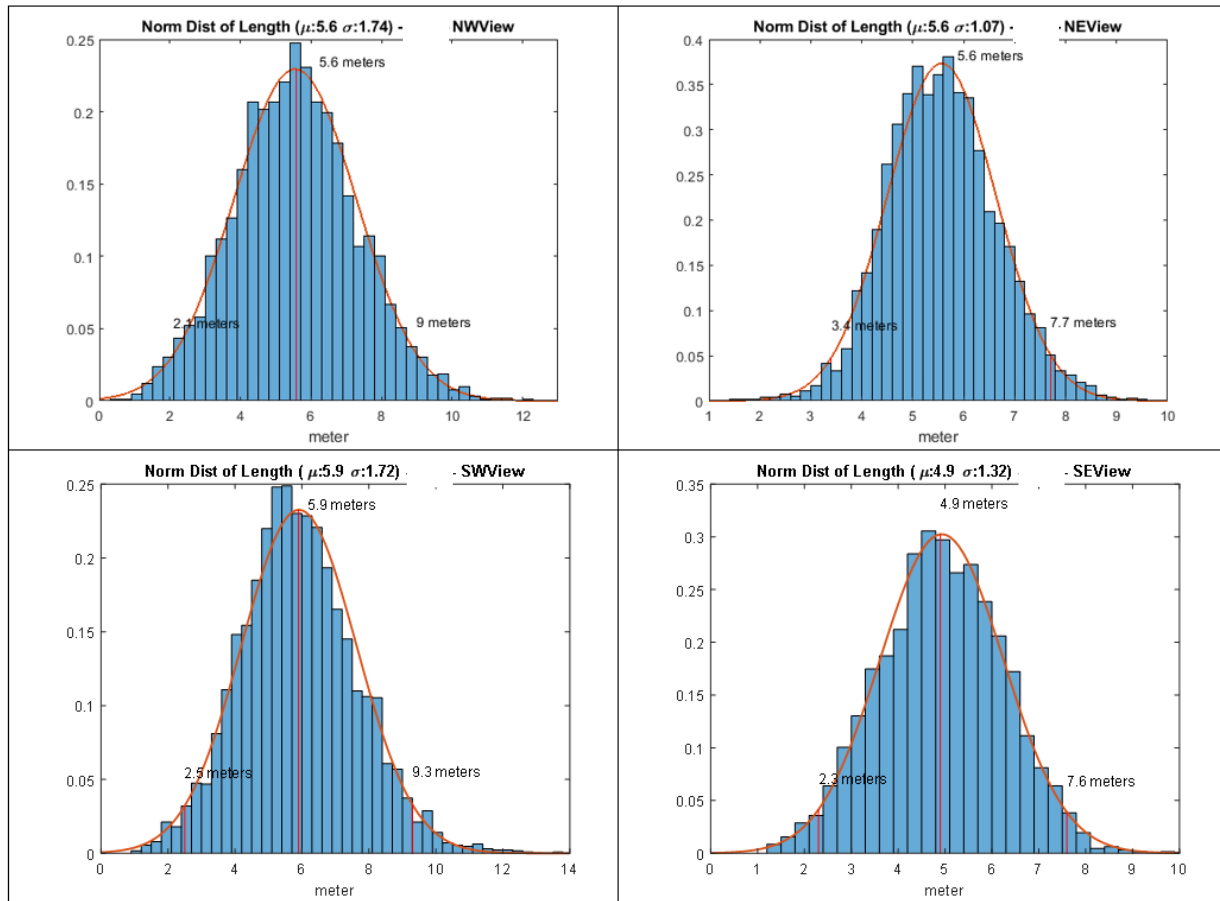 Norm Dist of Length (μ:5.6 σ:1.74) - NWView
0.25
0.2
0.15
0.1
0.05
0
5.6 meters
2.1 meters
9 meters
0 2 4 6 8 10 12
meter
Norm Dist of Length (μ:5.6 σ:1.07) - NEView
0.4
0.35
0.3
0.25
0.2
0.15
0.1
0.05
0
5.6 meters
3.4 meters
7.7 meters
1 2 3 4 5 6 7 8 9 10
meter
Norm Dist of Length ( μ:5.9 σ:1.72) - SWView
0.25
0.2
0.15
0.1
0.05
0
5.9 meters
2.5 meters
9.3 meters
0 2 4 6 8 10 12 14
meter
Norm Dist of Length ( μ:4.9 σ:1.32) - SEView
0.35
0.3
0.25
0.2
0.15
0.1
0.05
0
4.9 meters
2.3 meters
7.6 meters
0 1 2 3 4 5 6 7 8 9 10
meter